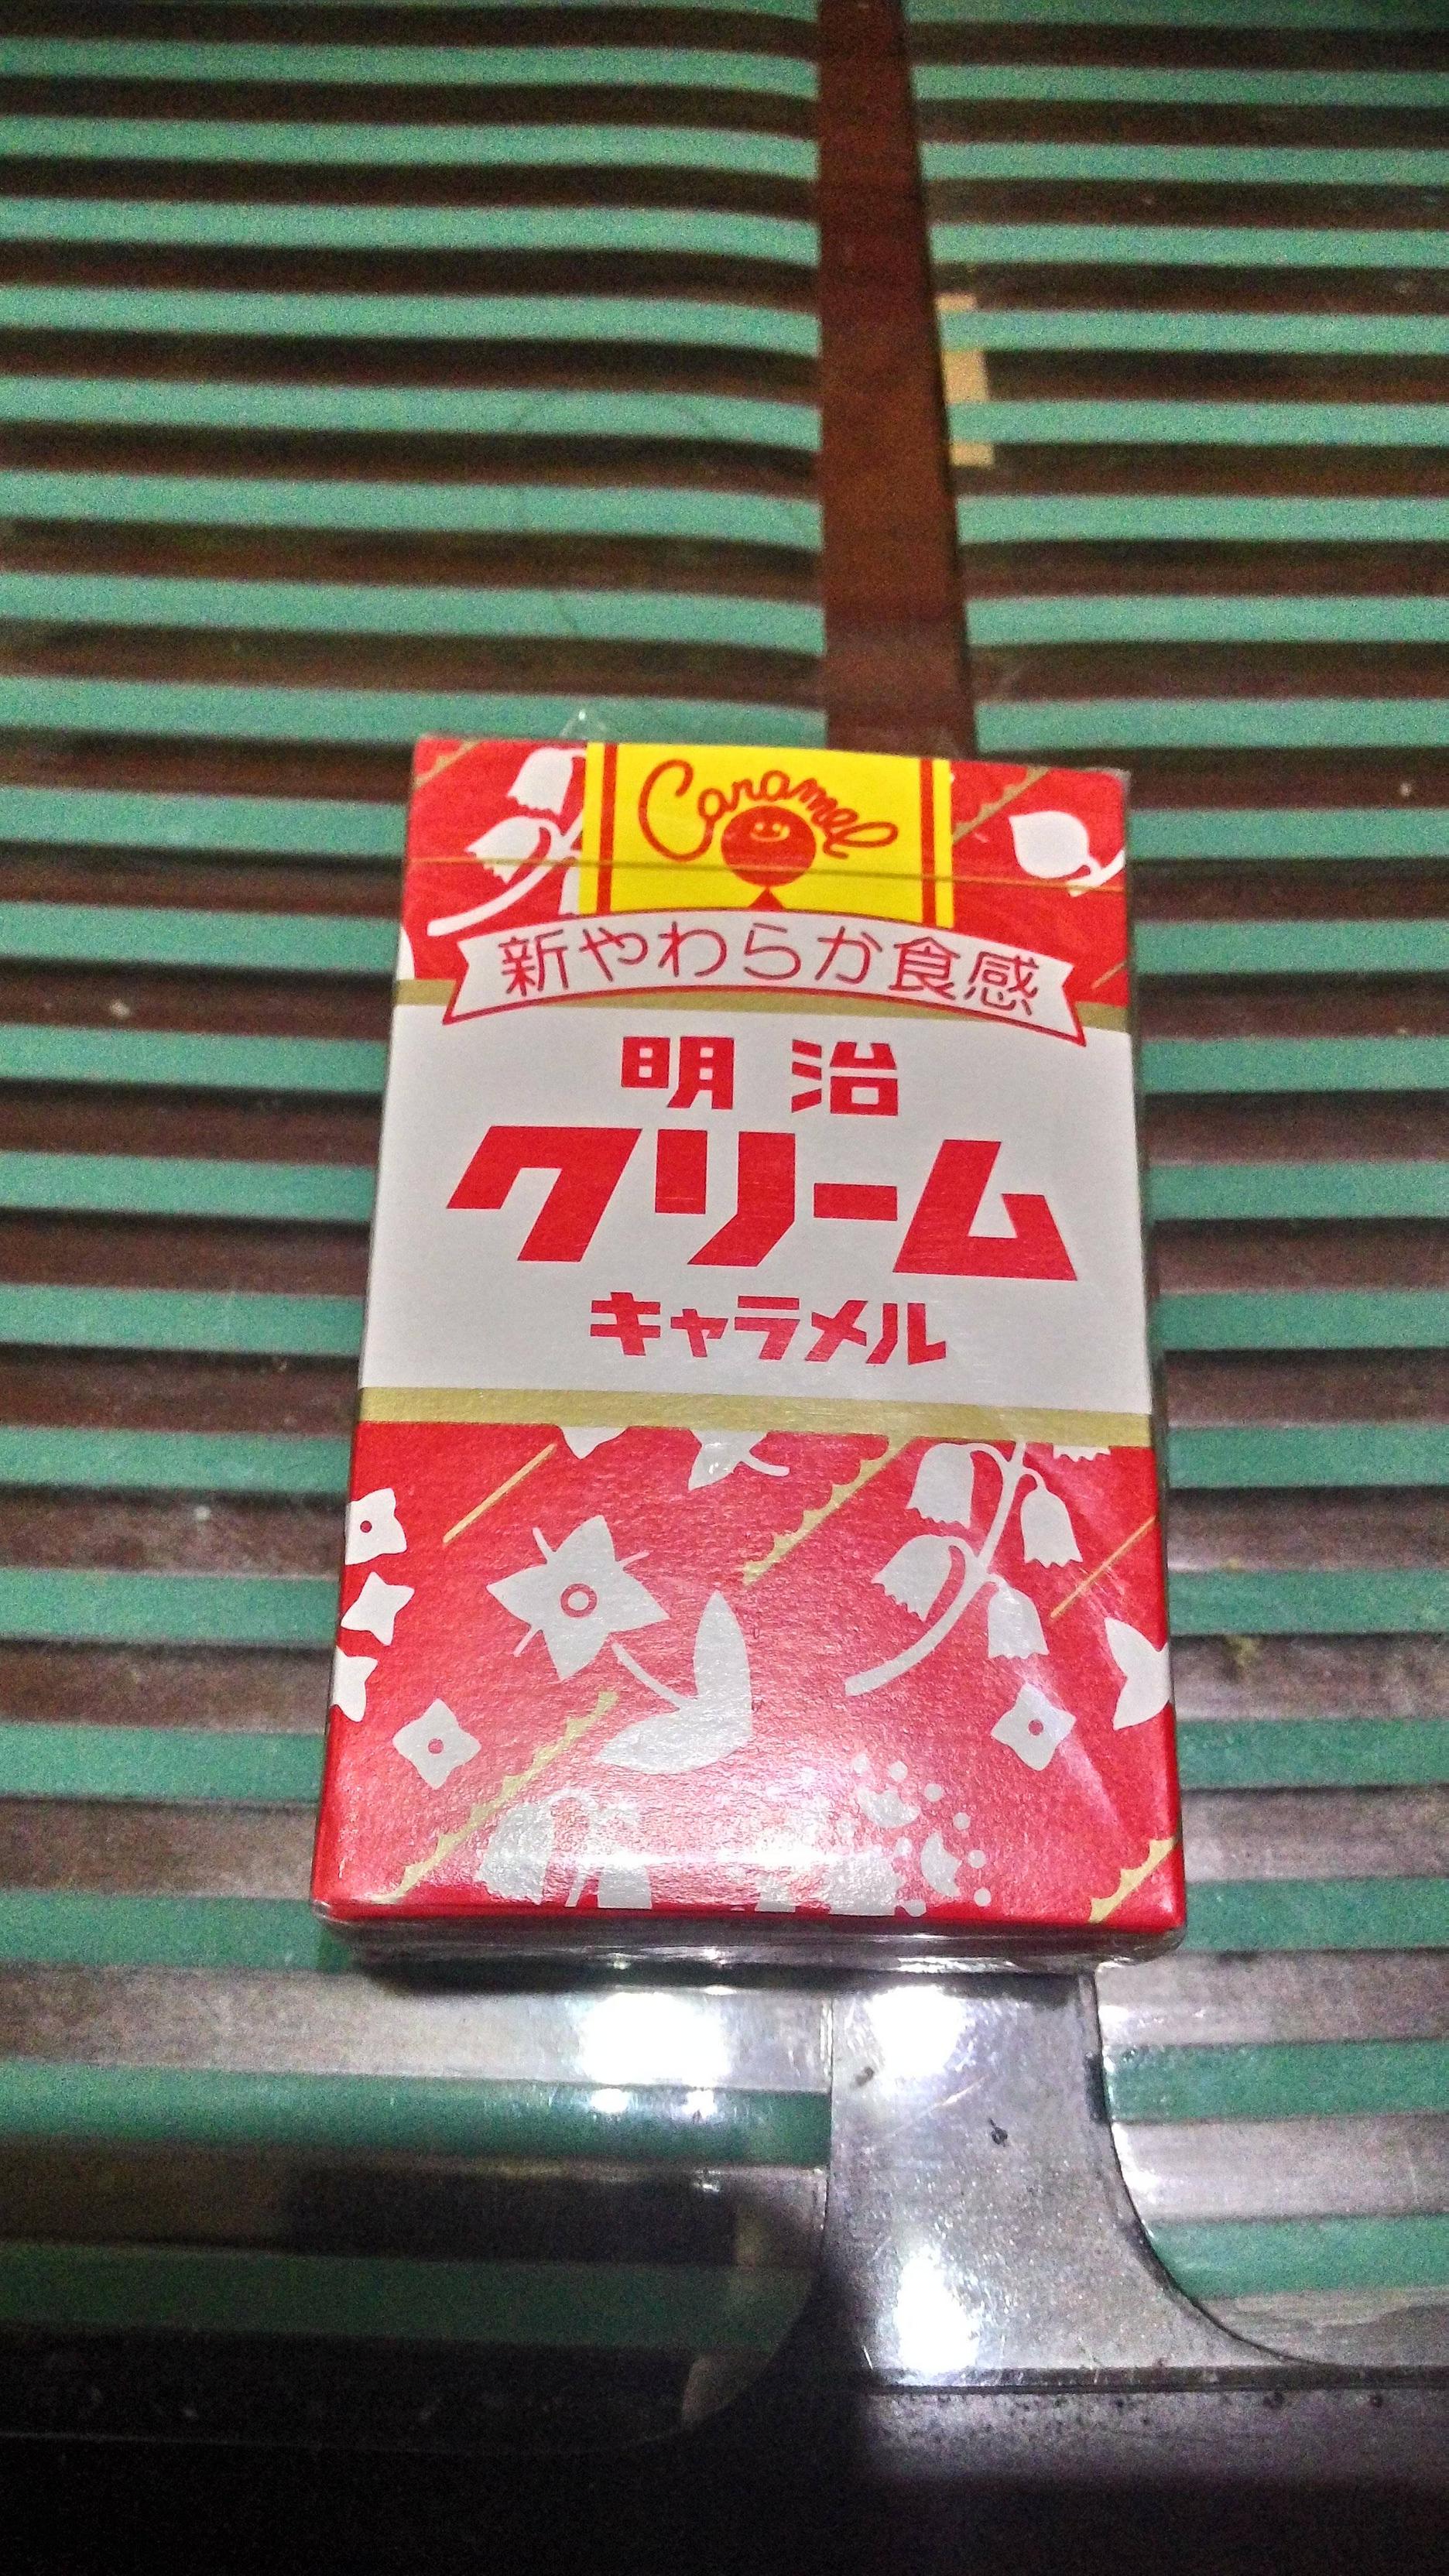 Caramel
新やわらか食感
明治
クリーム
キャラメル